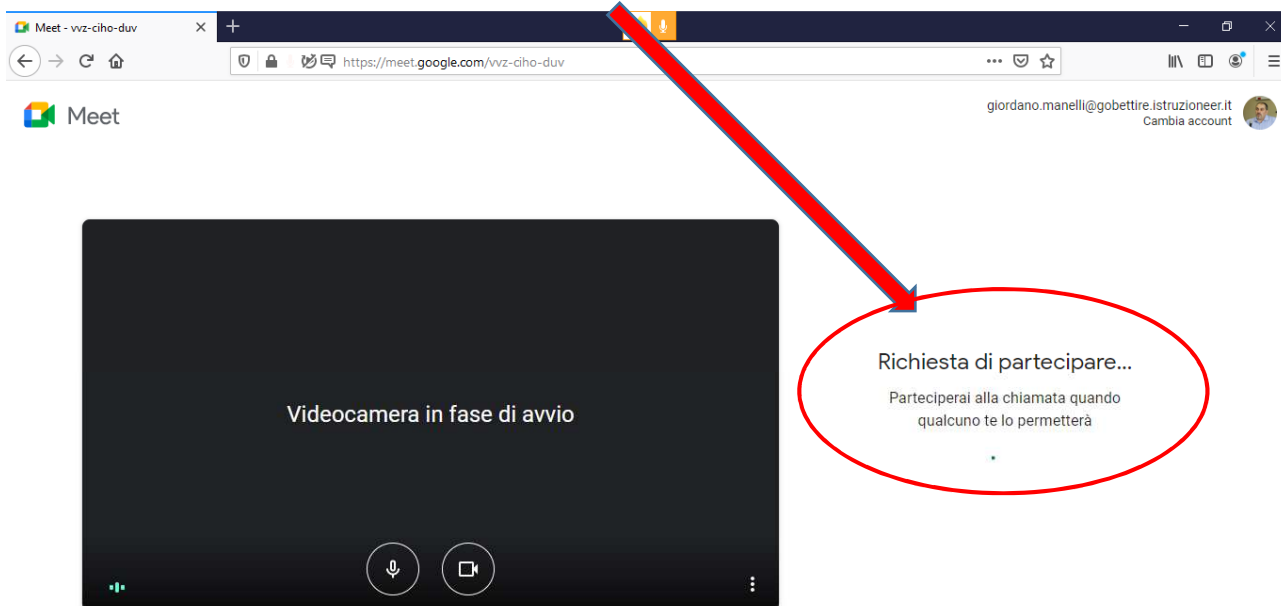 Meet - vvz-ciho-duv
https://meet.google.com/vvz-ciho-duv
Meet
giordano.manelli@gobettire.istruzioneer.it
Cambia account
Videocamera in fase di avvio
Richiesta di partecipare...
Parteciperai alla chiamata quando
qualcuno te lo permetterà